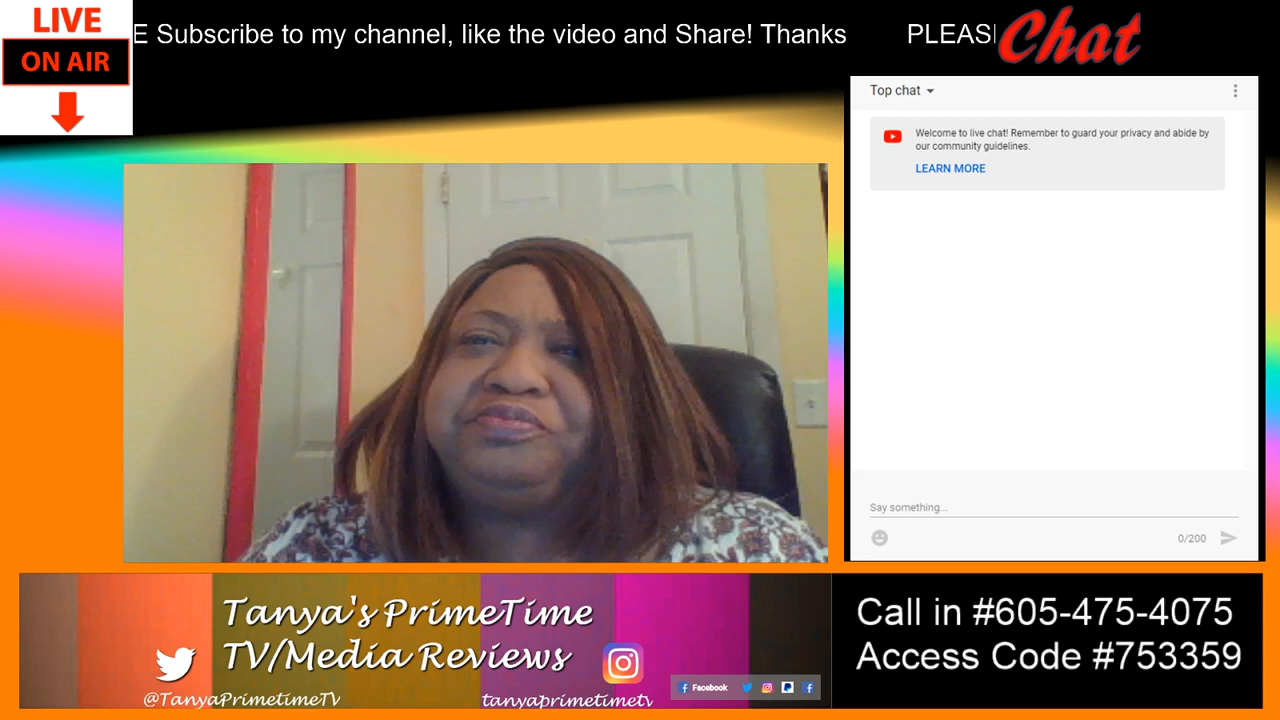 LIVE
ON AIR
E Subscribe to my channel, like the video and Share! Thanks
PLEAS
Chat
Top chat
Welcome to live chat! Remember to guard your privacy and abide by
our community guidelines.
LEARN MORE
Say something...
0/200
Tanya's PrimeTime
TV/Media Reviews
@TanyaPrimetimeTV
tanyaprimetimetv
Facebook
Call in #605-475-4075
Access Code #753359